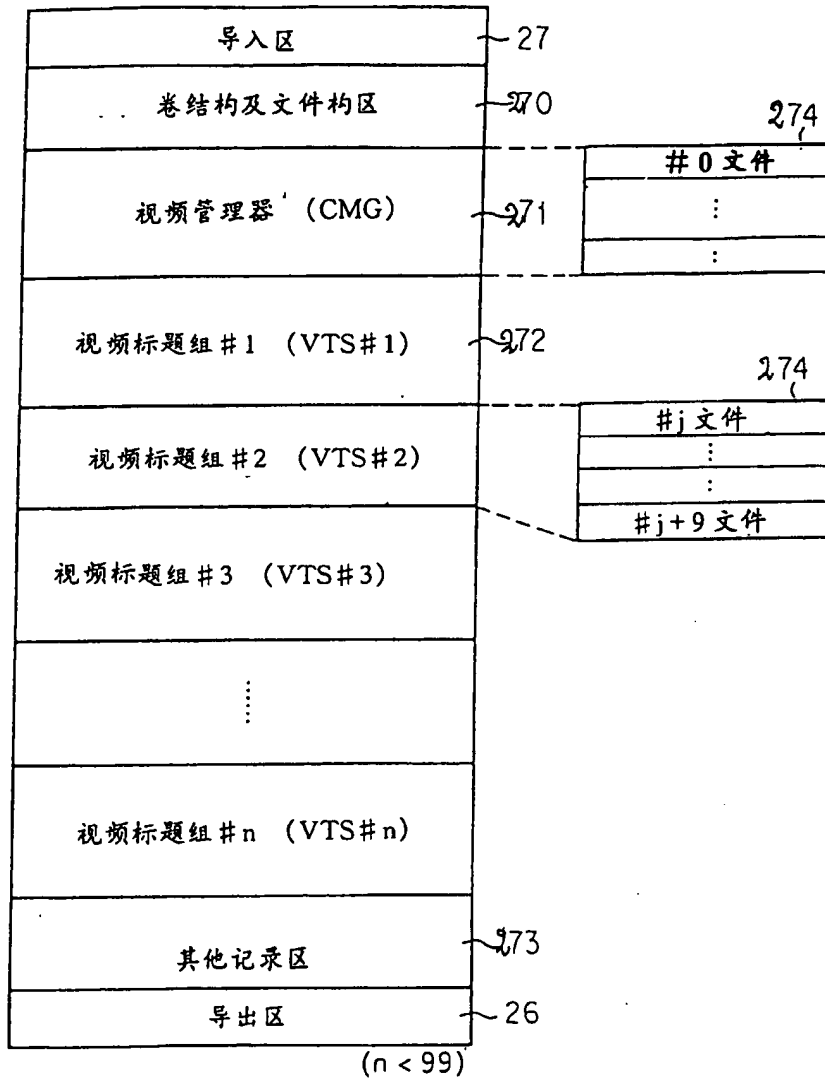 导入区
27
卷结构及文件构区
270
274
#0文件
⋮
⋮
视频管理器 (CMG)
271
视频标题组#1 (VTS#1)
272
274
#j文件
⋮
⋮
#j+9文件
视频标题组#2 (VTS#2)
视频标题组#3 (VTS#3)
⋮
视频标题组#n (VTS#n)
其他记录区
273
导出区
26
(n < 99)